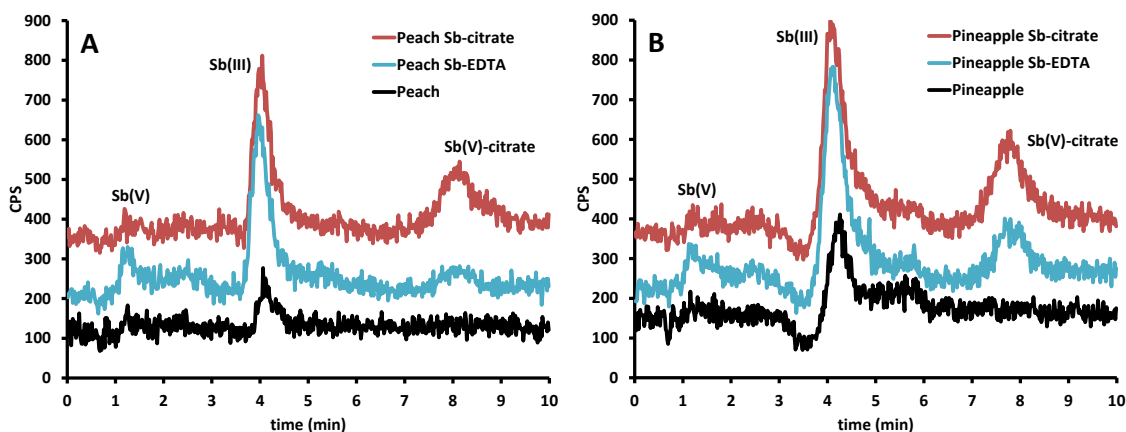 A
Peach Sb-citrate
Peach Sb-EDTA
Peach
Sb(III)
Sb(V)
Sb(V)-citrate
CPS
900
800
700
600
500
400
300
200
100
0
0 1 2 3 4 5 6 7 8 9 10
time (min)
B
Pineapple Sb-citrate
Pineapple Sb-EDTA
Pineapple
Sb(III)
Sb(V)
Sb(V)-citrate
CPS
900
800
700
600
500
400
300
200
100
0
0 1 2 3 4 5 6 7 8 9 10
time (min)